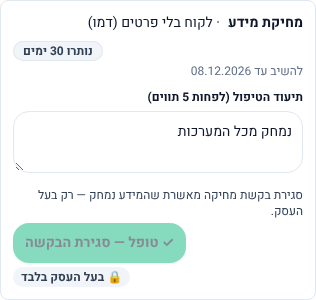 מחיקת מידע · לקוח בלי פרטים (דמו)
נותרו 30 ימים
להשיב עד 08.12.2026
תיעוד הטיפול (לפחות 5 תווים)
נמחק מכל המערכות
סגירת בקשת מחיקה מאשרת שהמידע נמחק — רק בעל
העסק.
✓ טופל — סגירת הבקשה
🔒 בעל העסק בלבד